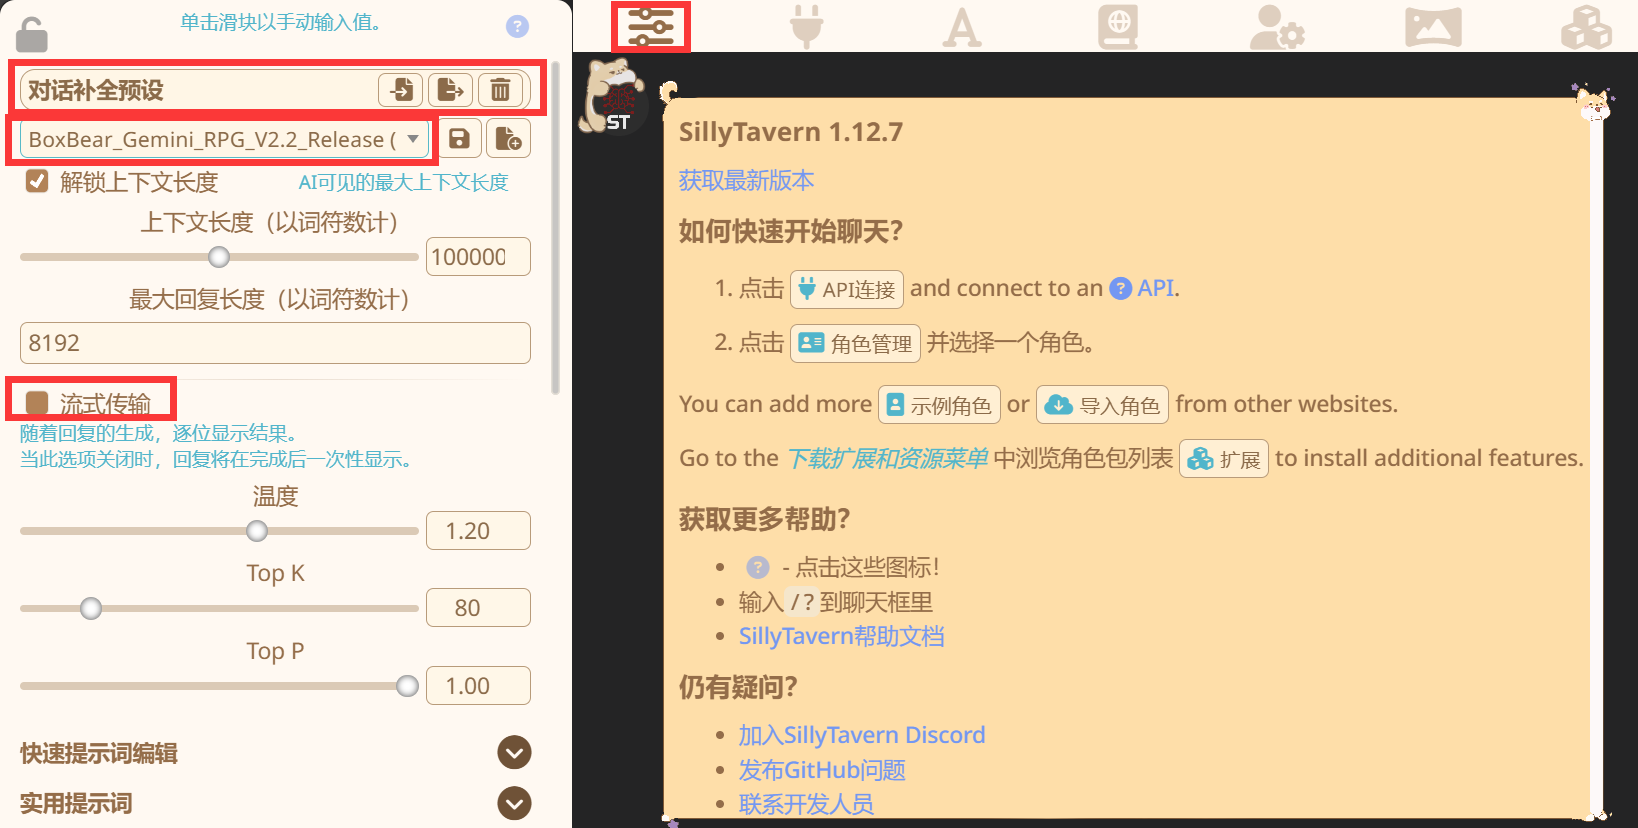 单击滑块以手动输入值。
?
对话补全预设
BoxBear_Gemini_RPG_V2.2_Release (
解锁上下文长度
AI可见的最大上下文长度
上下文长度（以词符数计）
100000
最大回复长度（以词符数计）
8192
流式传输
随着回复的生成，逐位显示结果。
当此选项关闭时，回复将在完成后一次性显示。
温度
1.20
Top K
80
Top P
1.00
快速提示词编辑
实用提示词
A
ST
SillyTavern 1.12.7
获取最新版本
如何快速开始聊天？
1. 点击 API连接 and connect to an ? API.
2. 点击 角色管理 并选择一个角色。
You can add more 示例角色 or 导入角色 from other websites.
Go to the 下载扩展和资源菜单 中浏览角色包列表 扩展 to install additional features.
获取更多帮助？
• ? - 点击这些图标！
• 输入 /? 到聊天框里
• SillyTavern帮助文档
仍有疑问？
• 加入SillyTavern Discord
• 发布GitHub问题
• 联系开发人员